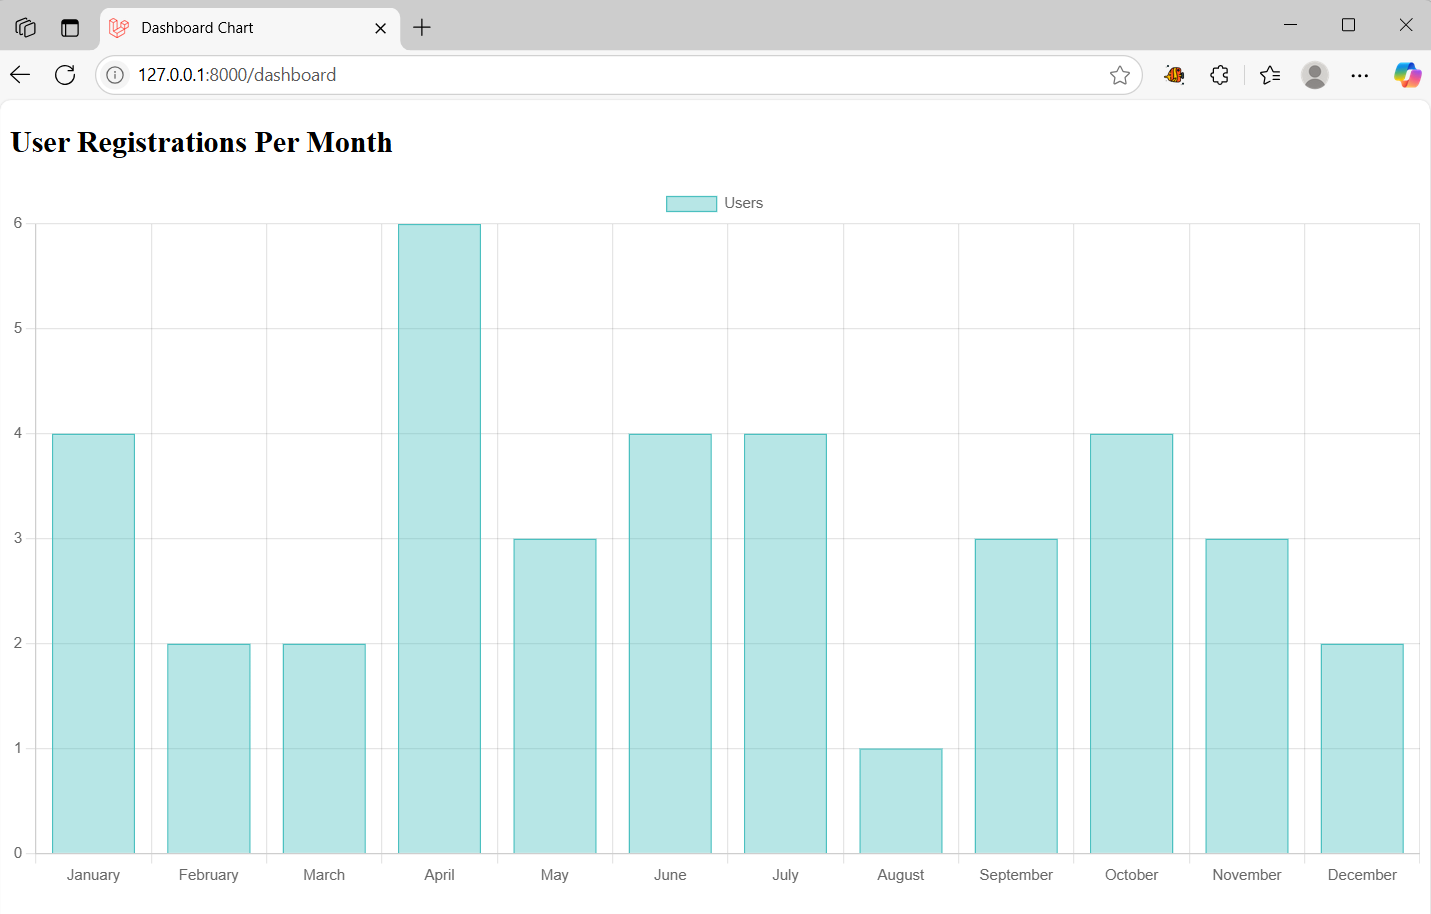 Dashboard Chart
127.0.0.1:8000/dashboard
User Registrations Per Month
Users
6
5
4
3
2
1
0
January February March April May June July August September October November December